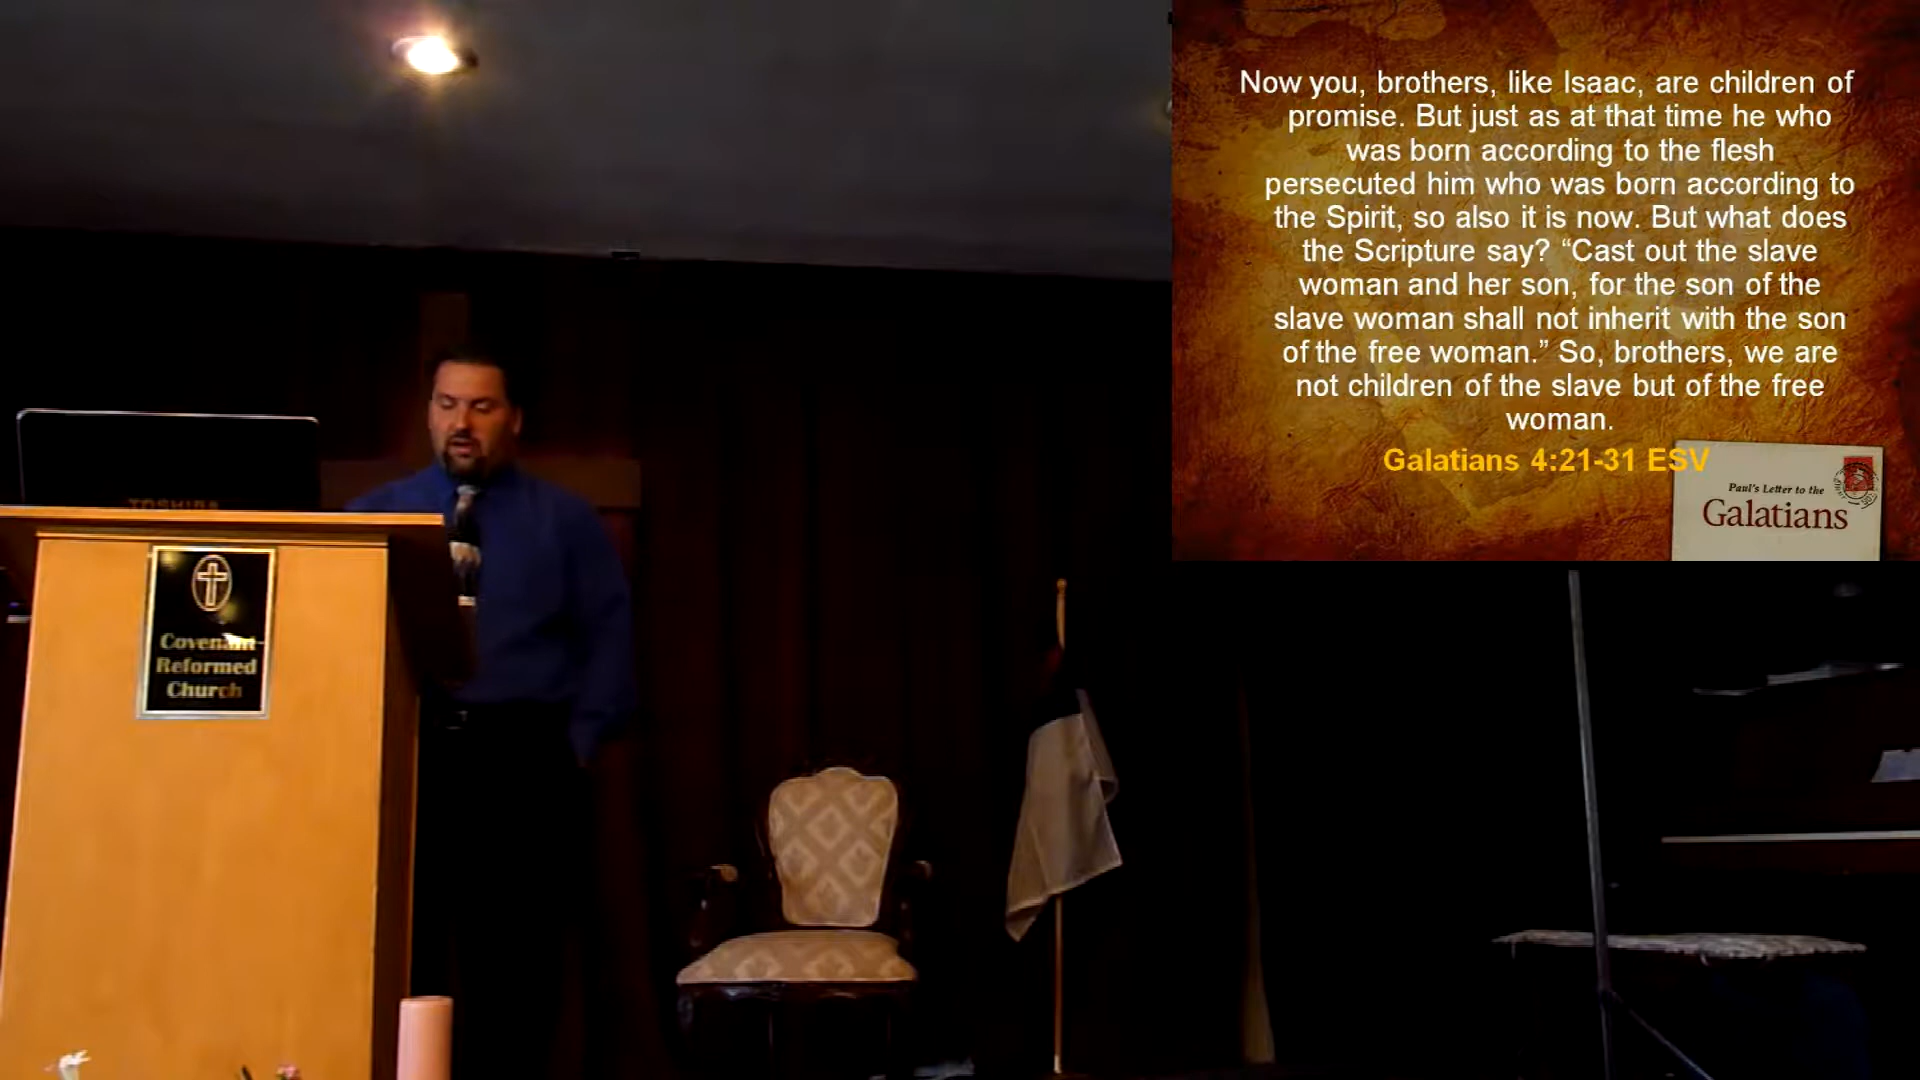 Now you, brothers, like Isaac, are children of
promise. But just as at that time he who
was born according to the flesh
persecuted him who was born according to
the Spirit, so also it is now. But what does
the Scripture say? “Cast out the slave
woman and her son, for the son of the
slave woman shall not inherit with the son
of the free woman.” So, brothers, we are
not children of the slave but of the free
woman.
Galatians 4:21-31 ESV
Paul's Letter to the
Galatians
TOSHIBA
Covenant
Reformed
Church